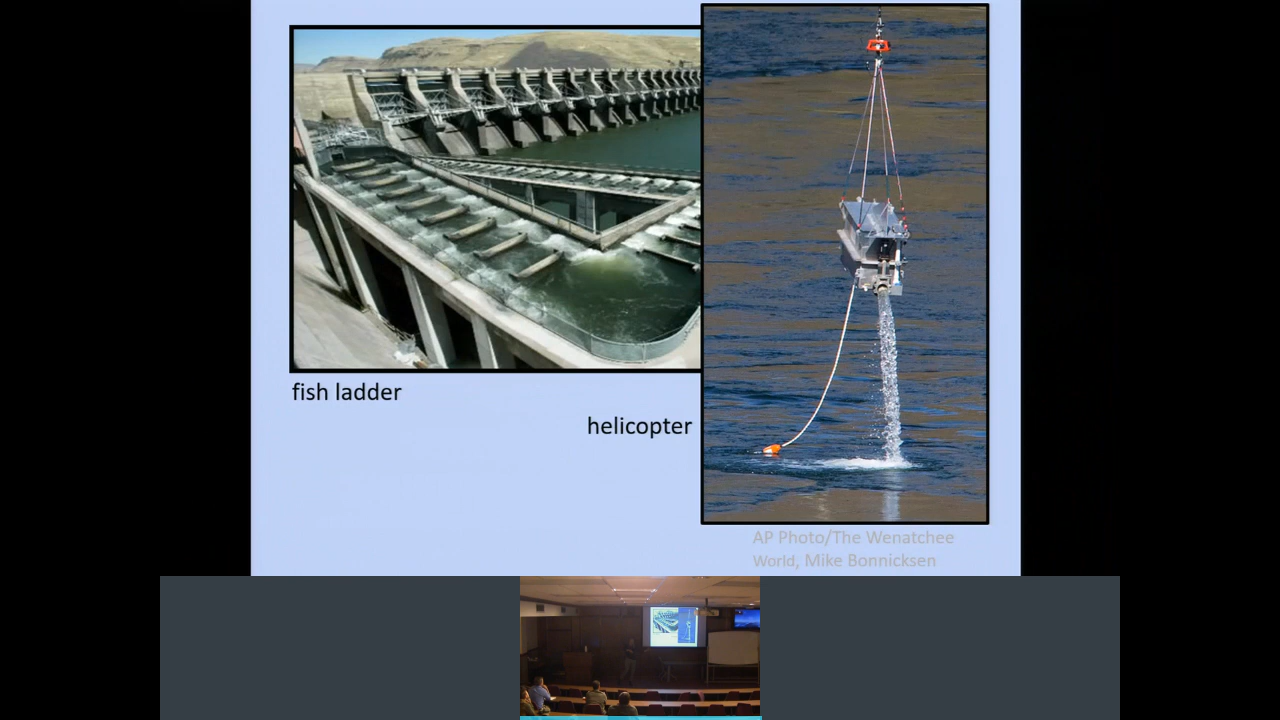 fish ladder
helicopter
AP Photo/The Wenatchee
World, Mike Bonnicksen